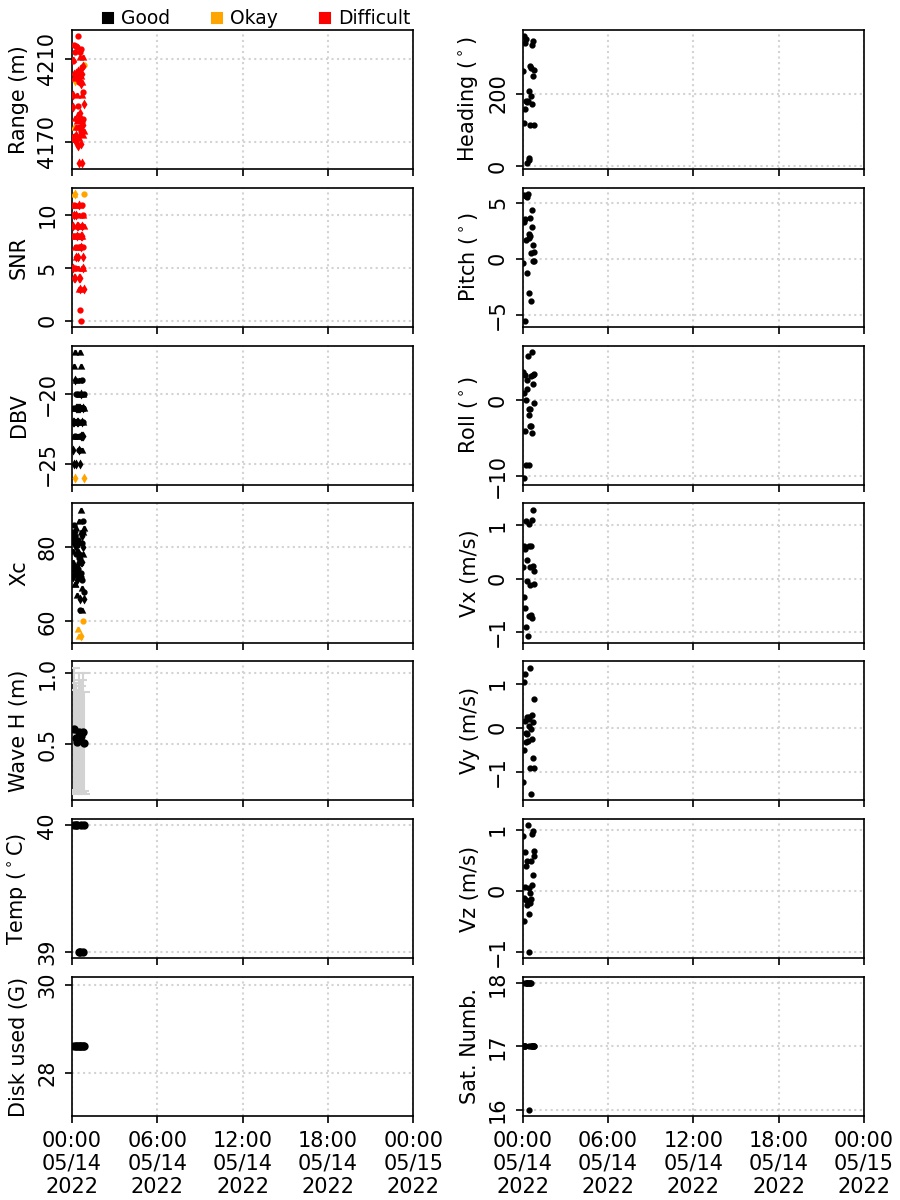 Good Okay Difficult
Range (m)
4210
4170
Heading (°)
200
0
SNR
10
5
0
Pitch (°)
5
0
−5
DBV
−20
−25
Roll (°)
0
−10
Xc
80
60
Vx (m/s)
1
0
−1
Wave H (m)
1.0
0.5
Vy (m/s)
1
0
−1
Temp (°C)
40
39
Vz (m/s)
1
0
−1
Disk used (G)
30
28
Sat. Numb.
18
17
16
00:00 06:00 12:00 18:00 00:00
05/14 05/14 05/14 05/14 05/15
2022 2022 2022 2022 2022
00:00 06:00 12:00 18:00 00:00
05/14 05/14 05/14 05/14 05/15
2022 2022 2022 2022 2022